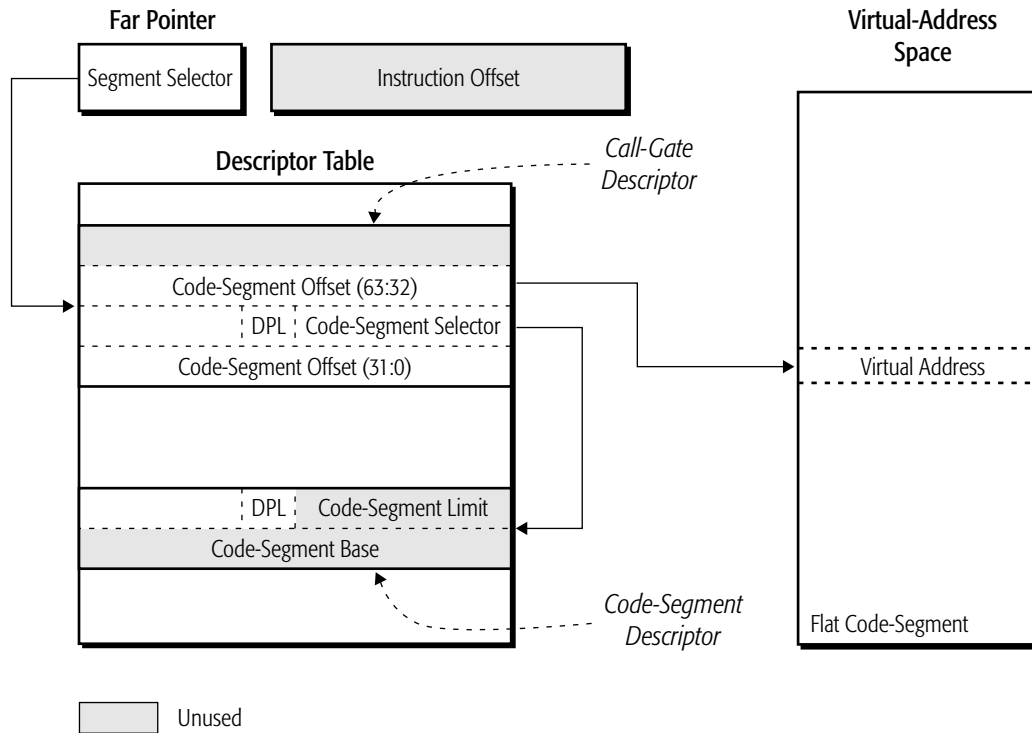 Far Pointer
Virtual-Address
Space
Segment Selector
Instruction Offset
Descriptor Table
Call-Gate
Descriptor
Code-Segment Offset (63:32)
DPL
Code-Segment Selector
Code-Segment Offset (31:0)
Virtual Address
DPL
Code-Segment Limit
Code-Segment Base
Code-Segment
Descriptor
Flat Code-Segment
Unused